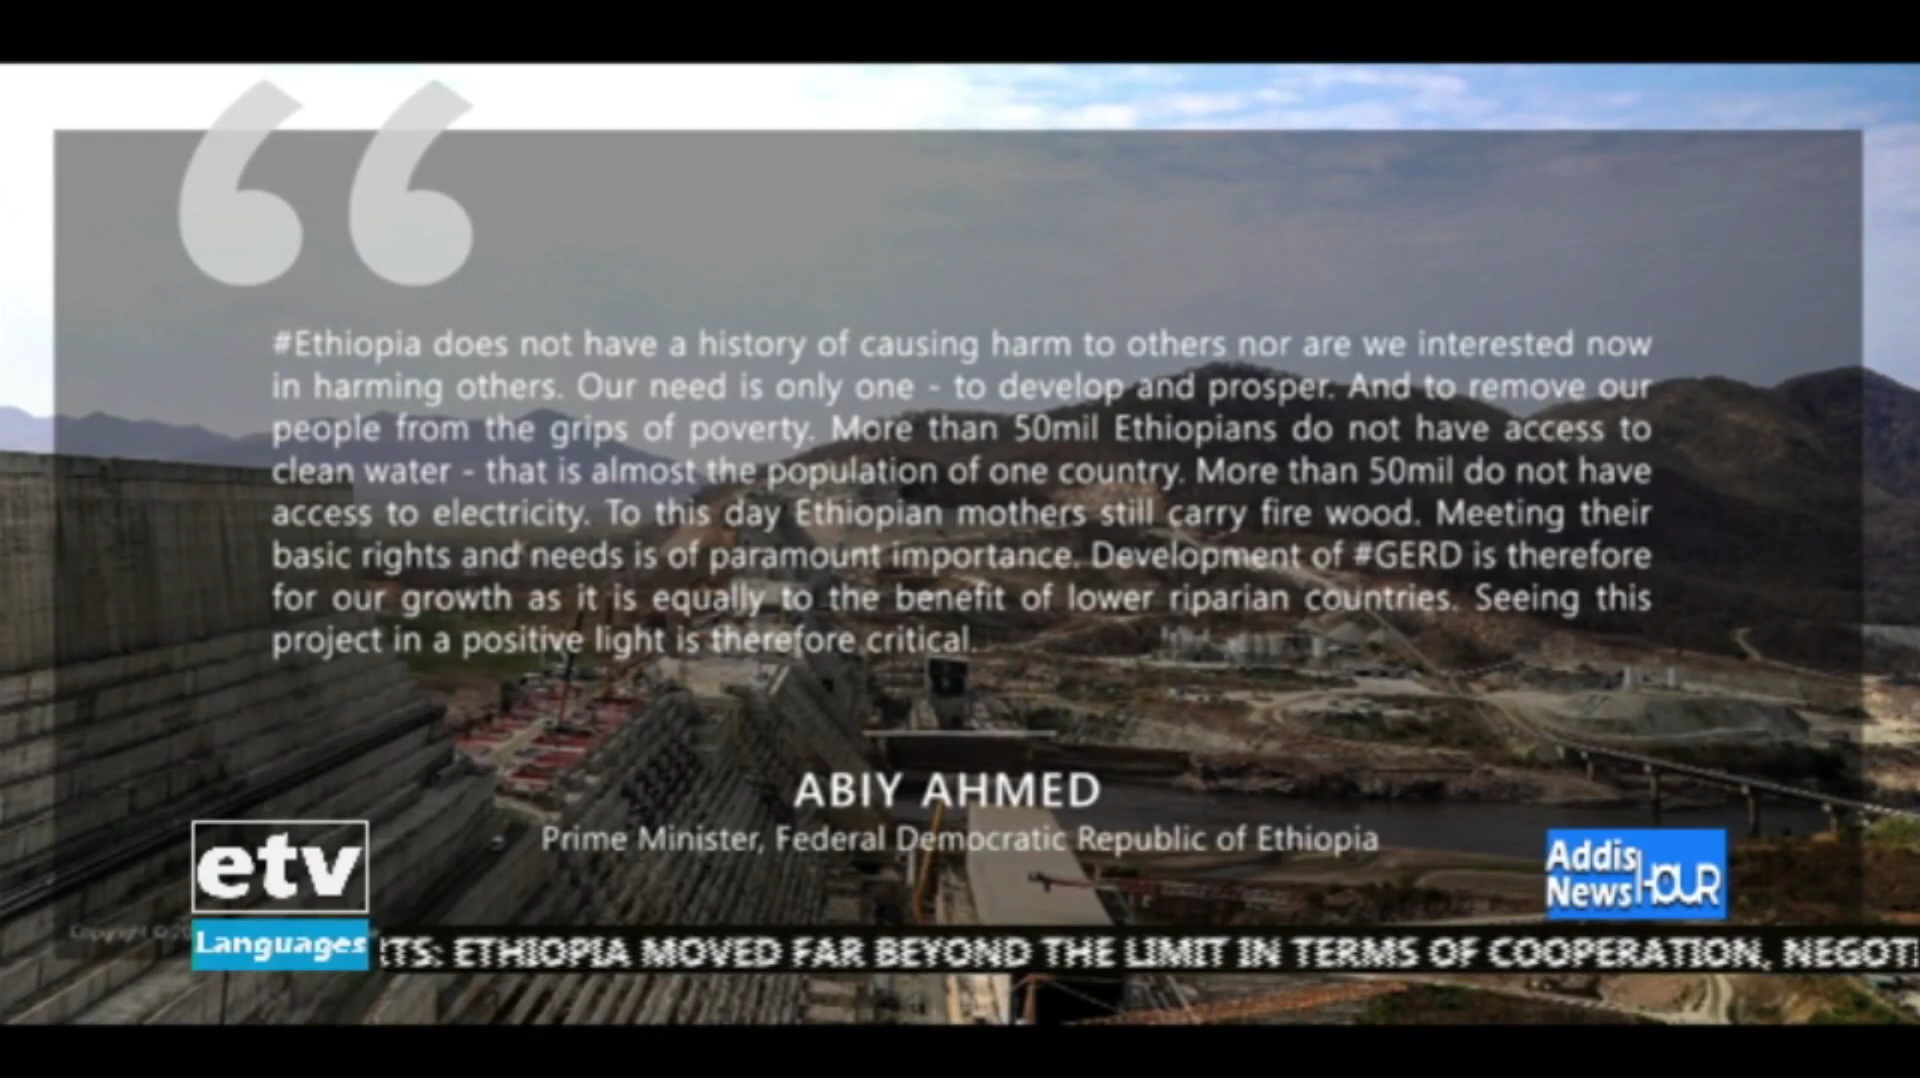 #Ethiopia does not have a history of causing harm to others nor are we interested now
in harming others. Our need is only one - to develop and prosper. And to remove our
people from the grips of poverty. More than 50mil Ethiopians do not have access to
clean water - that is almost the population of one country. More than 50mil do not have
access to electricity. To this day Ethiopian mothers still carry fire wood. Meeting their
basic rights and needs is of paramount importance. Development of #GERD is therefore
for our growth as it is equally to the benefit of lower riparian countries. Seeing this
project in a positive light is therefore critical.
ABIY AHMED
Prime Minister, Federal Democratic Republic of Ethiopia
etv
Languages
Addis
News HOUR
Copyright ©
ETHIOPIA MOVED FAR BEYOND THE LIMIT IN TERMS OF COOPERATION,